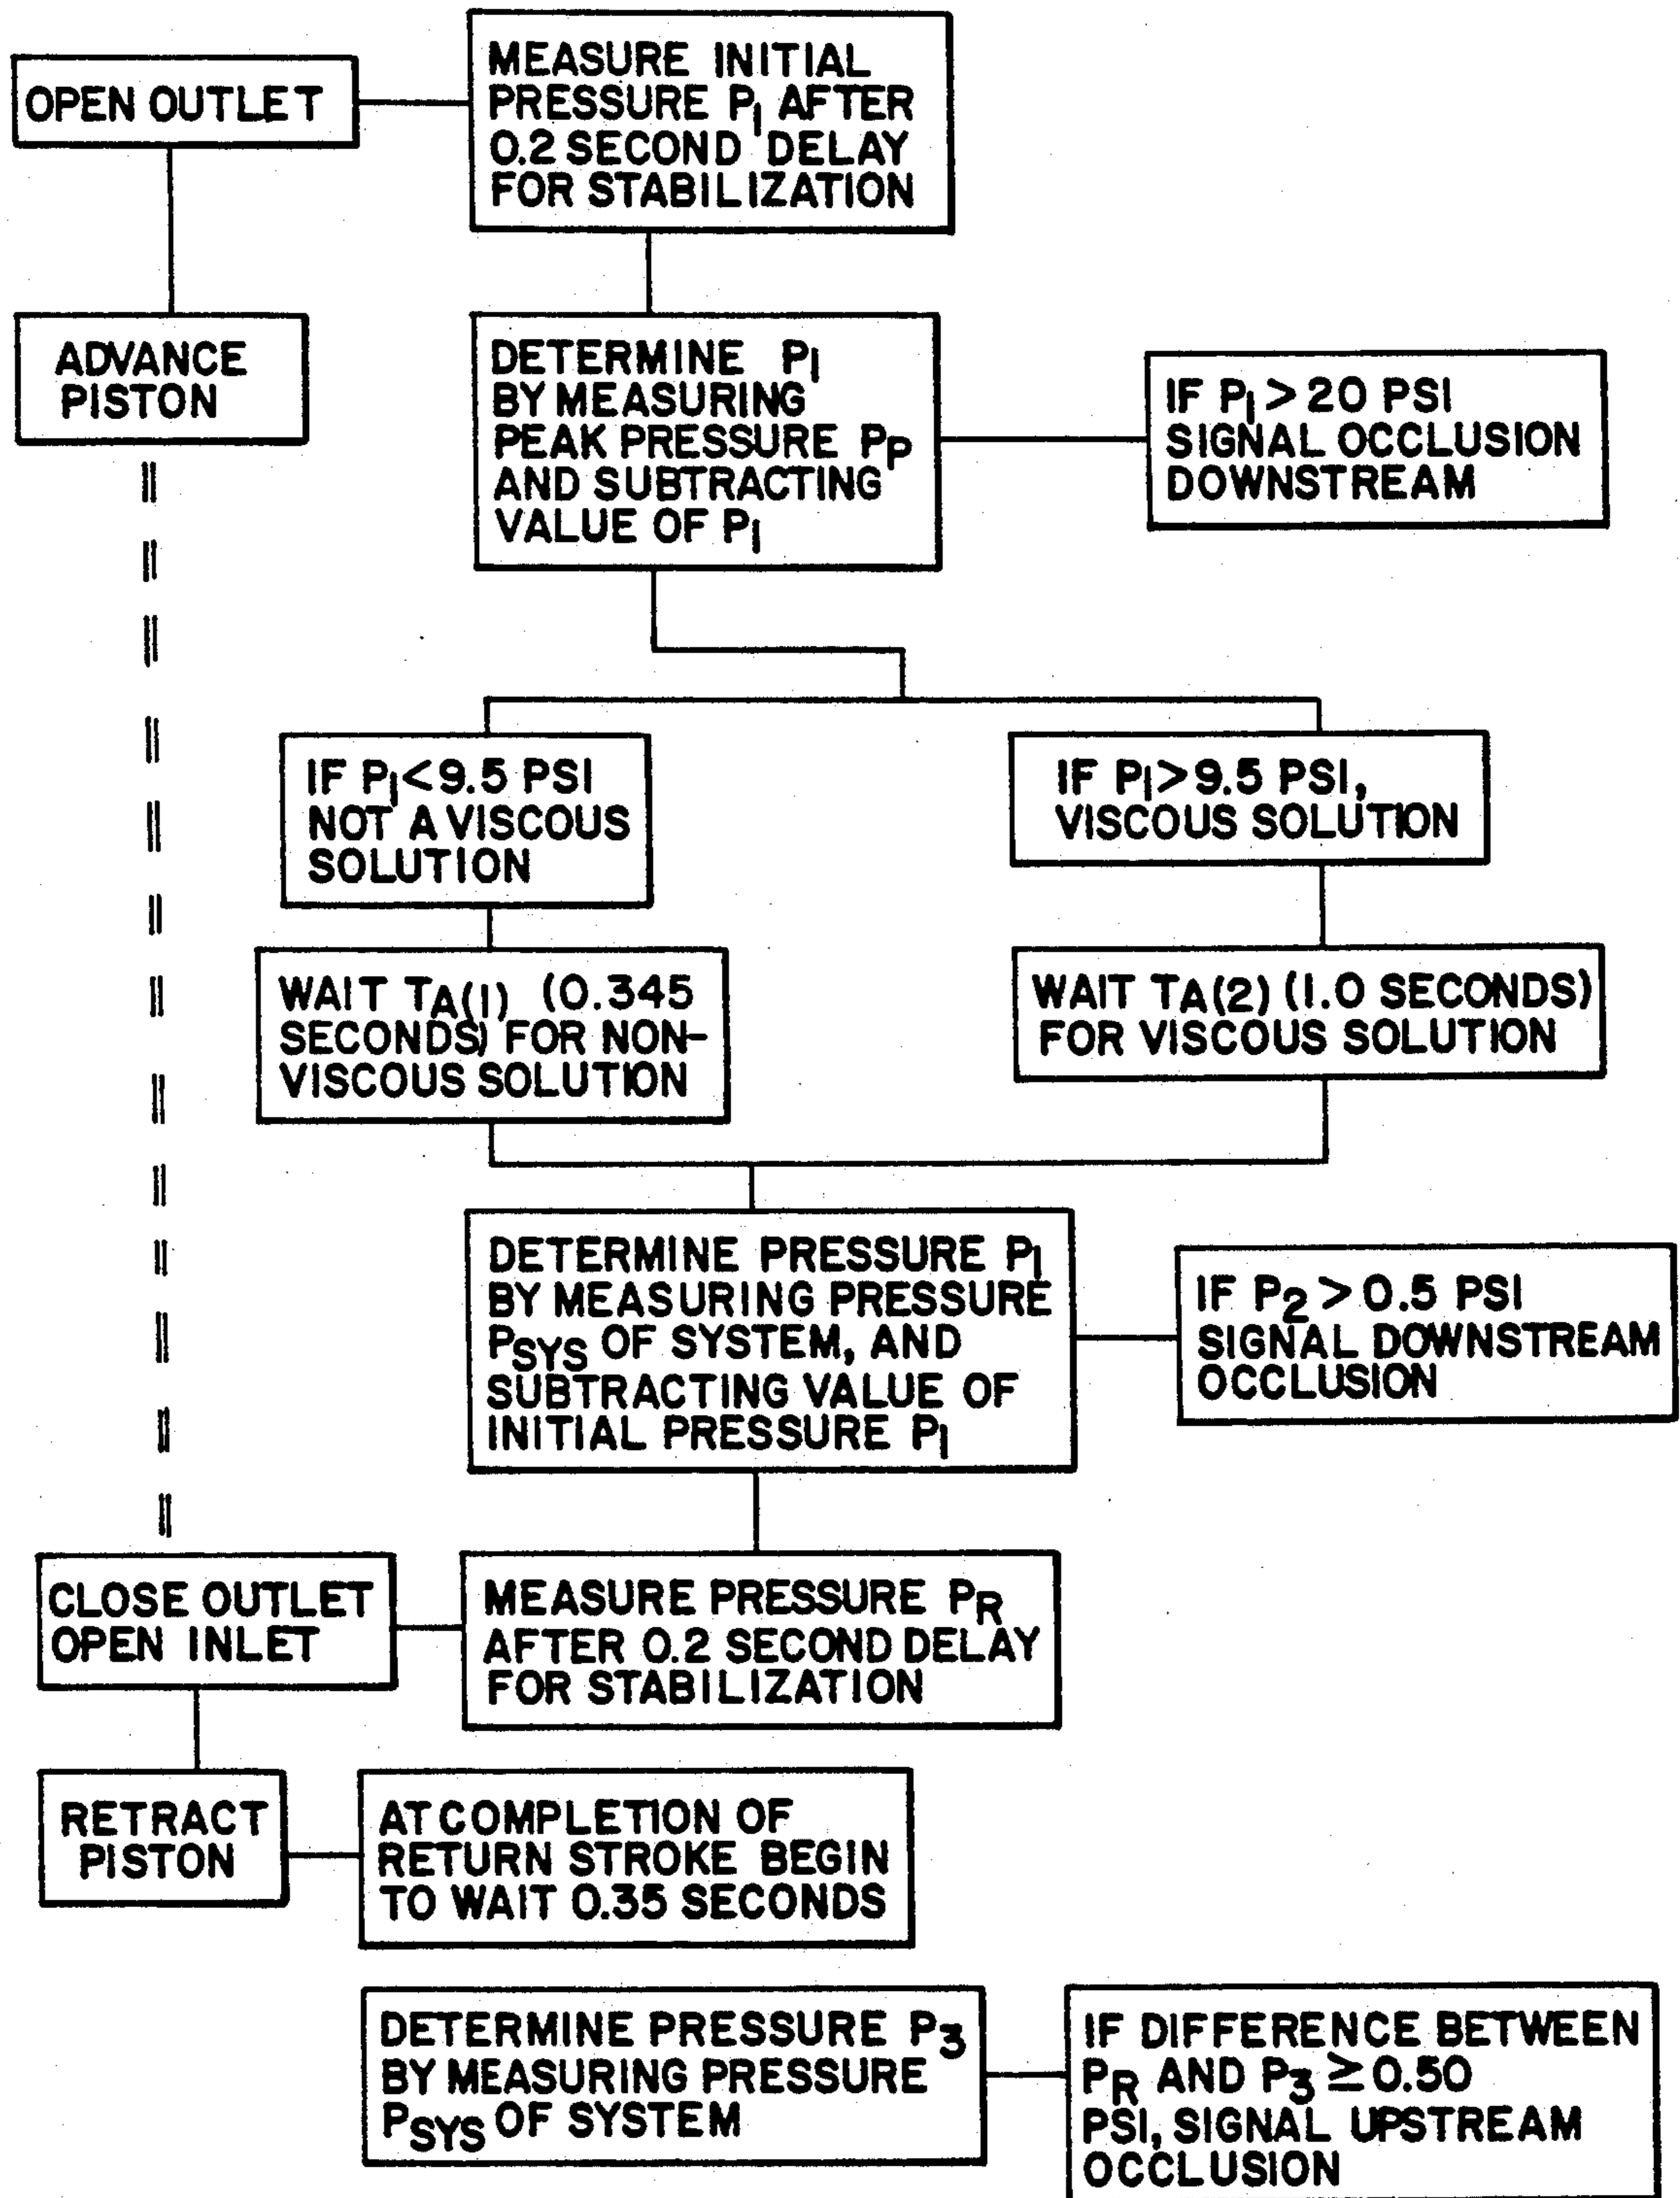 OPEN OUTLET
MEASURE INITIAL
PRESSURE PI AFTER
0.2 SECOND DELAY
FOR STABILIZATION
ADVANCE
PISTON
DETERMINE P1
BY MEASURING
PEAK PRESSURE PP
AND SUBTRACTING
VALUE OF PI
IF P1 > 20 PSI
SIGNAL OCCLUSION
DOWNSTREAM
IF P1 < 9.5 PSI
NOT A VISCOUS
SOLUTION
IF P1 > 9.5 PSI,
VISCOUS SOLUTION
WAIT TA(1) (0.345
SECONDS) FOR NON-
VISCOUS SOLUTION
WAIT TA(2) (1.0 SECONDS)
FOR VISCOUS SOLUTION
DETERMINE PRESSURE P1
BY MEASURING PRESSURE
PSYS OF SYSTEM, AND
SUBTRACTING VALUE OF
INITIAL PRESSURE PI
IF P2 > 0.5 PSI
SIGNAL DOWNSTREAM
OCCLUSION
CLOSE OUTLET
OPEN INLET
MEASURE PRESSURE PR
AFTER 0.2 SECOND DELAY
FOR STABILIZATION
RETRACT
PISTON
AT COMPLETION OF
RETURN STROKE BEGIN
TO WAIT 0.35 SECONDS
DETERMINE PRESSURE P3
BY MEASURING PRESSURE
PSYS OF SYSTEM
IF DIFFERENCE BETWEEN
PR AND P3 ≥ 0.50
PSI, SIGNAL UPSTREAM
OCCLUSION